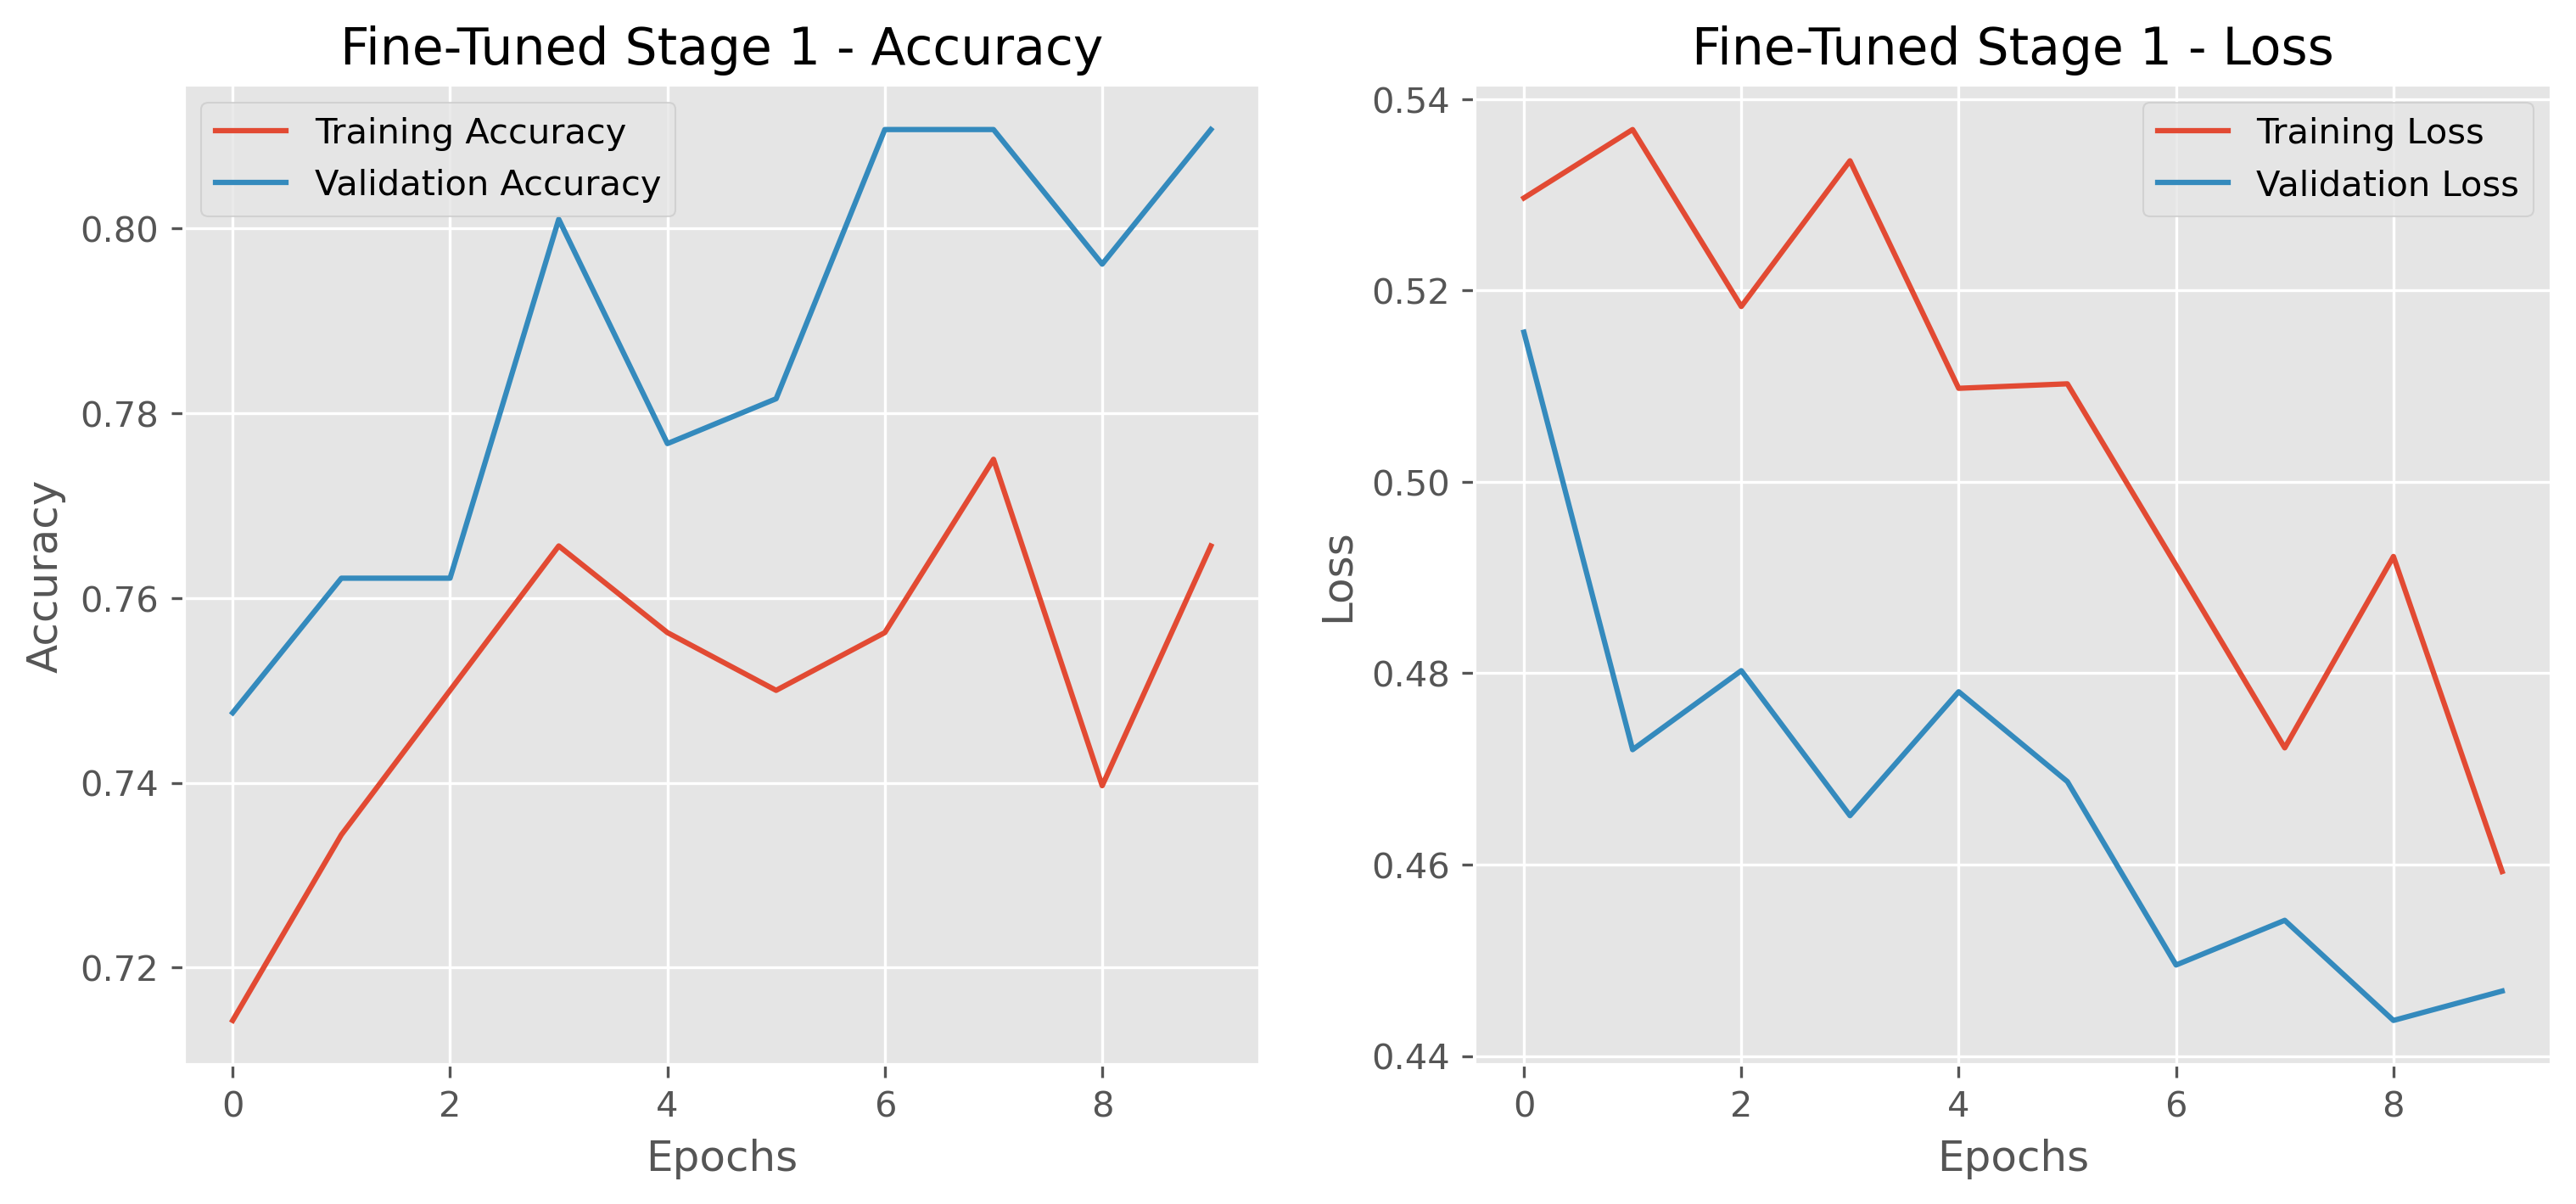 Fine-Tuned Stage 1 - Accuracy
Training Accuracy
Validation Accuracy
0.80
0.78
0.76
0.74
0.72
Accuracy
0 2 4 6 8
Epochs
Fine-Tuned Stage 1 - Loss
Training Loss
Validation Loss
0.54
0.52
0.50
0.48
0.46
0.44
Loss
0 2 4 6 8
Epochs